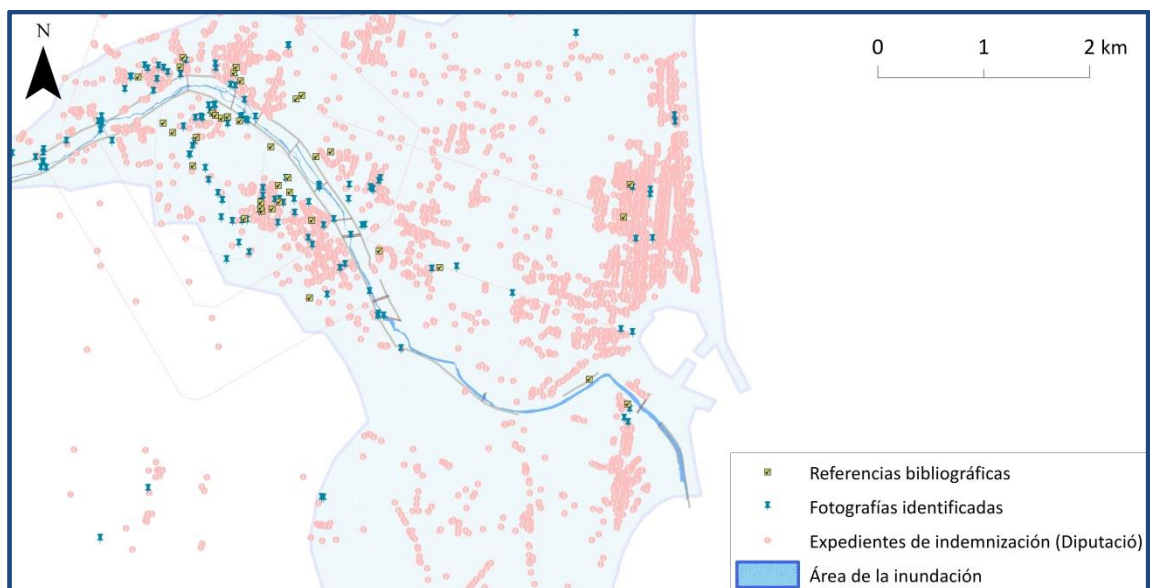 N
0 1 2 km
Referencias bibliográficas
Fotografías identificadas
Expedientes de indemnización (Diputació)
Área de la inundación